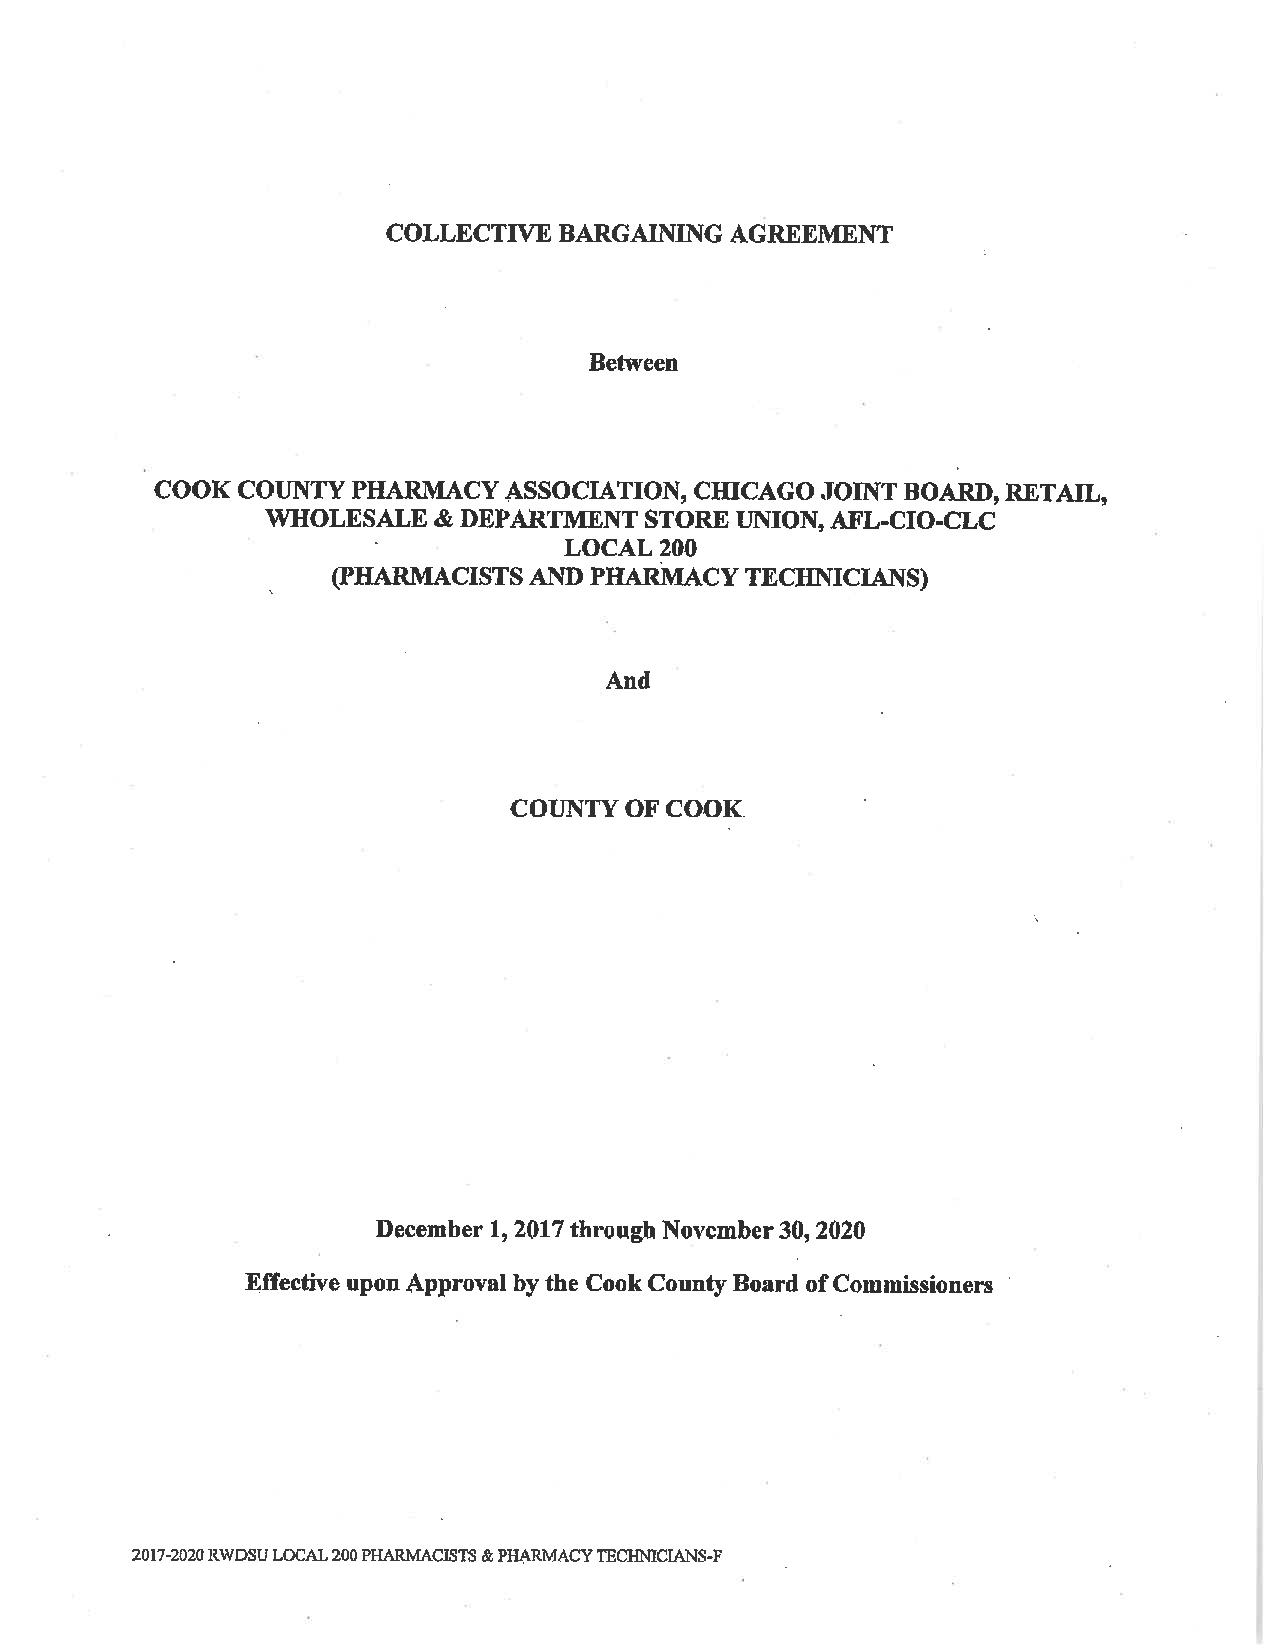 COLLECTIVE BARGAINING AGREEMENT
Between
COOK COUNTY PHARMACY ASSOCIATION, CHICAGO JOINT BOARD, RETAIL,
WHOLESALE & DEPARTMENT STORE UNION, AFL-CIO-CLC
LOCAL 200
(PHARMACISTS AND PHARMACY TECHNICIANS)
And
COUNTY OF COOK
December 1, 2017 through November 30, 2020
Effective upon Approval by the Cook County Board of Commissioners
2017-2020 RWDSU LOCAL 200 PHARMACISTS & PHARMACY TECHNICIANS-F